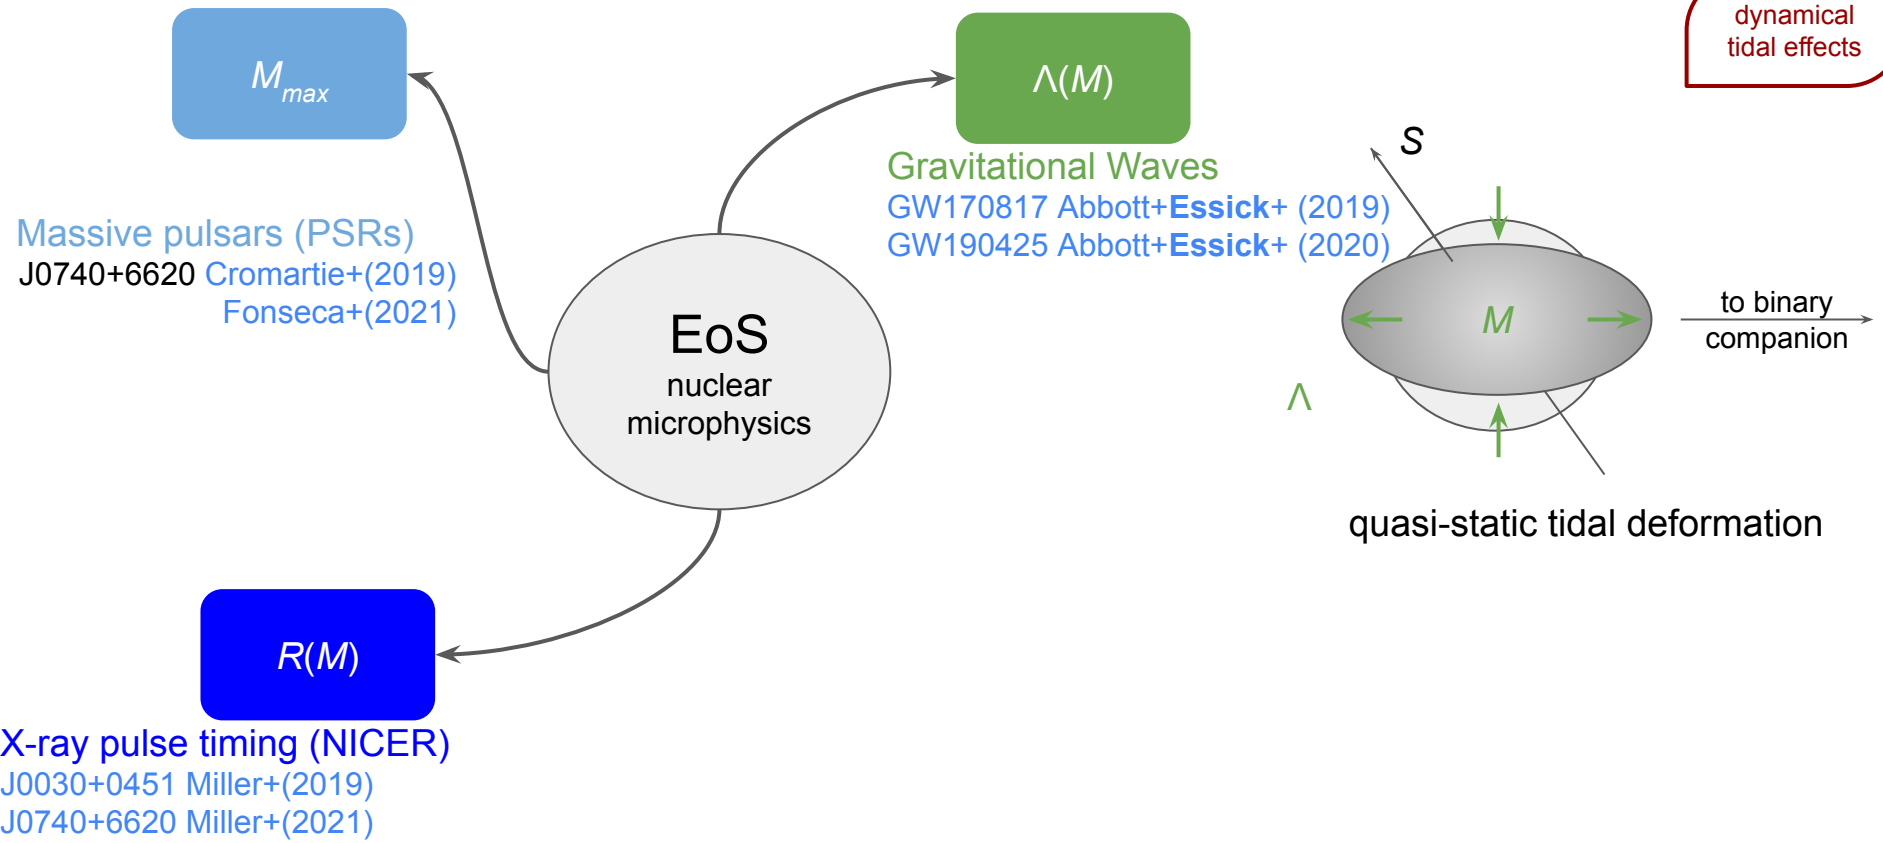 M_max
Massive pulsars (PSRs)
J0740+6620 Cromartie+(2019)
Fonseca+(2021)
EoS
nuclear
microphysics
Λ(M)
Gravitational Waves
GW170817 Abbott+Essick+ (2019)
GW190425 Abbott+Essick+ (2020)
dynamical
tidal effects
S
M
Λ
to binary
companion
quasi-static tidal deformation
R(M)
X-ray pulse timing (NICER)
J0030+0451 Miller+(2019)
J0740+6620 Miller+(2021)